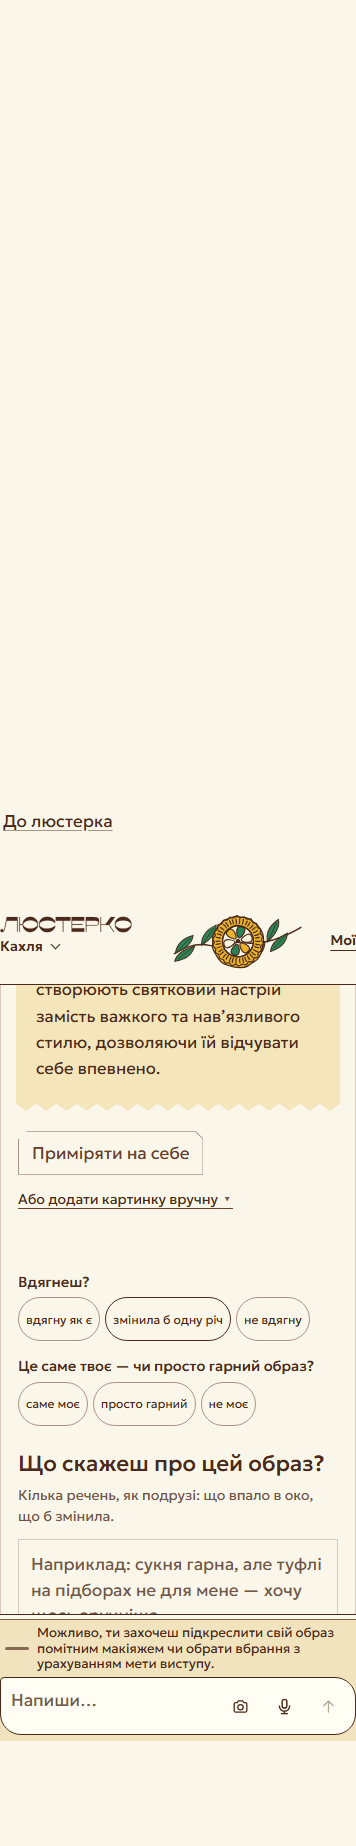 До люстерка
ЛЮСТЕРКО
Кахля
Мої
створюють святковий настрій
замість важкого та нав’язливого
стилю, дозволяючи їй відчувати
себе впевнено.
Приміряти на себе
Або додати картинку вручну
Вдягнеш?
вдягну як є
змінила б одну річ
не вдягну
Це саме твоє — чи просто гарний образ?
саме моє
просто гарний
не моє
Що скажеш про цей образ?
Кілька речень, як подрузі: що впало в око,
що б змінила.
Наприклад: сукня гарна, але туфлі
на підборах не для мене — хочу
щось зручніше
Можливо, ти захочеш підкреслити свій образ
помітним макіяжем чи обрати вбрання з
урахуванням мети виступу.
Напиши...